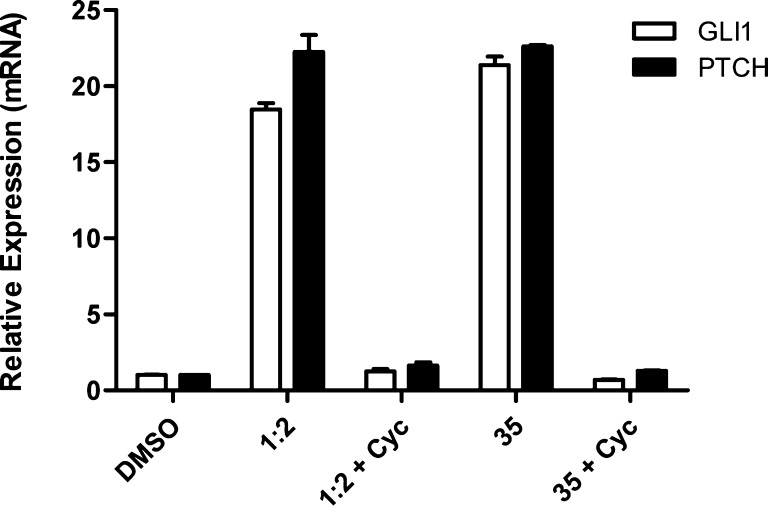 Relative Expression (mRNA)
25
20
15
10
5
0
GLI1
PTCH
DMSO
1:2
1:2 + Cyc
35
35 + Cyc